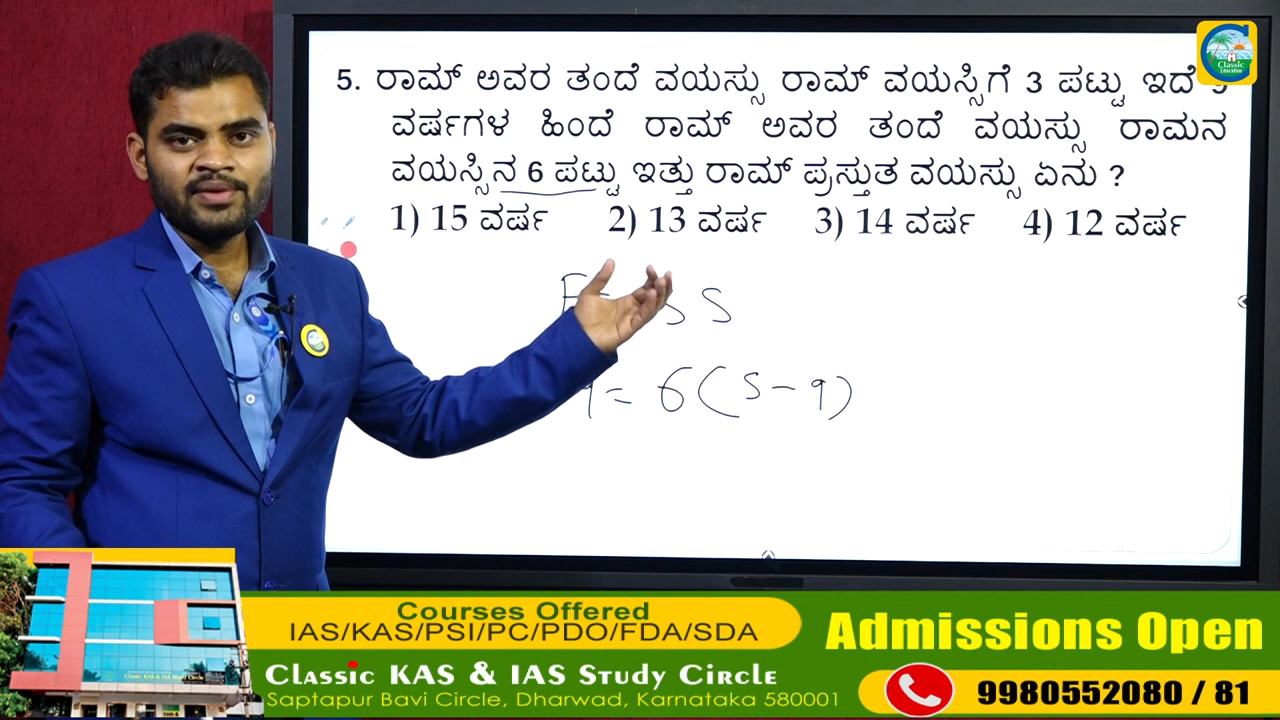 5. ರಾಮ್ ಅವರ ತಂದೆ ವಯಸ್ಸು ರಾಮ್ ವಯಸ್ಸಿಗೆ 3 ಪಟ್ಟು ಇದೆ
ವರ್ಷಗಳ ಹಿಂದೆ ರಾಮ್ ಅವರ ತಂದೆ ವಯಸ್ಸು ರಾಮನ
ವಯಸ್ಸಿನ 6 ಪಟ್ಟು ಇತ್ತು ರಾಮ್ ಪ್ರಸ್ತುತ ವಯಸ್ಸು ಏನು ?
1) 15 ವರ್ಷ 2) 13 ವರ್ಷ 3) 14 ವರ್ಷ 4) 12 ವರ್ಷ
S
= 6(S-9)
Classic
Education
Courses Offered
IAS/KAS/PSI/PC/PDO/FDA/SDA
Classic KAS & IAS Study Circle
Saptapur Bavi Circle, Dharwad, Karnataka 580001
Admissions Open
9980552080 / 81